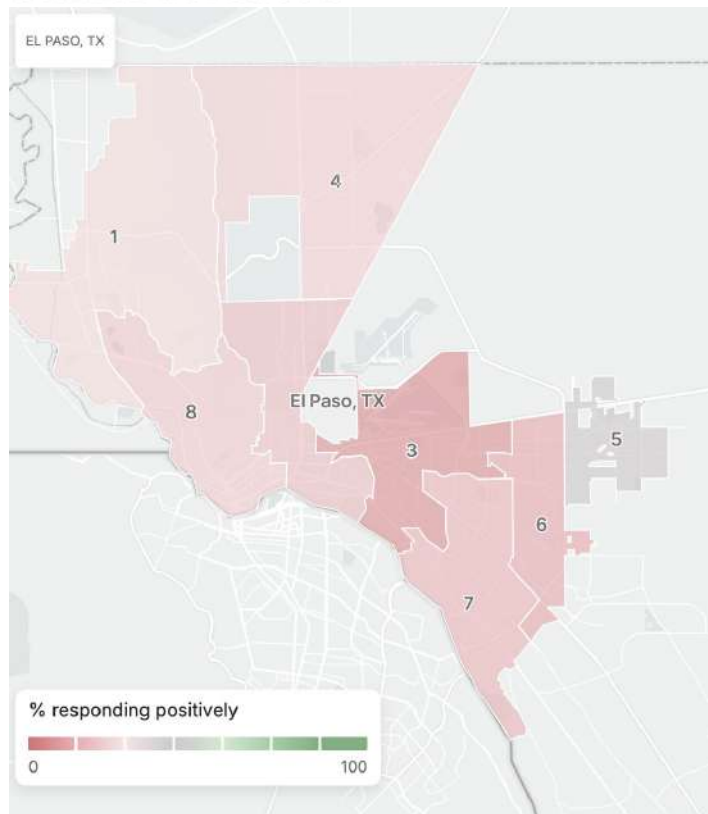 EL PASO, TX
4
1
El Paso, TX
8
3
5
6
7
% responding positively
0 100